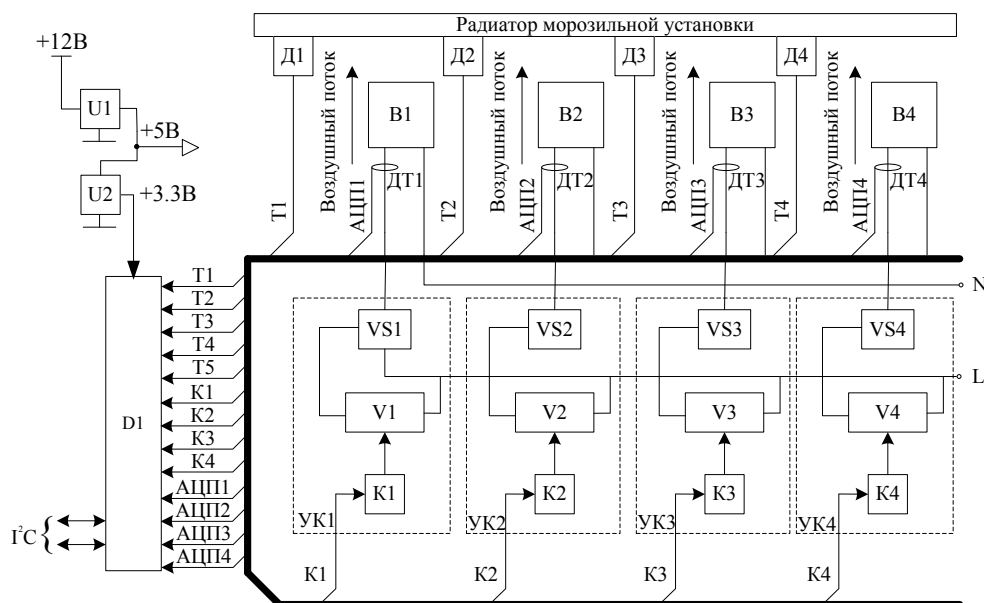 Радиатор морозильной установки
+12В
Д1
Д2
Д3
Д4
Воздушный поток
Воздушный поток
Воздушный поток
Воздушный поток
U1
В1
В2
В3
В4
+5В
U2
+3.3В
Т1
АЦП1
ДТ1
Т2
АЦП2
ДТ2
Т3
АЦП3
ДТ3
Т4
АЦП4
ДТ4
N
Т1
Т2
Т3
Т4
Т5
К1
К2
К3
К4
АЦП1
АЦП2
АЦП3
АЦП4
D1
I²C
VS1
VS2
VS3
VS4
L
V1
V2
V3
V4
К1
К2
К3
К4
УК1
УК2
УК3
УК4
К1
К2
К3
К4